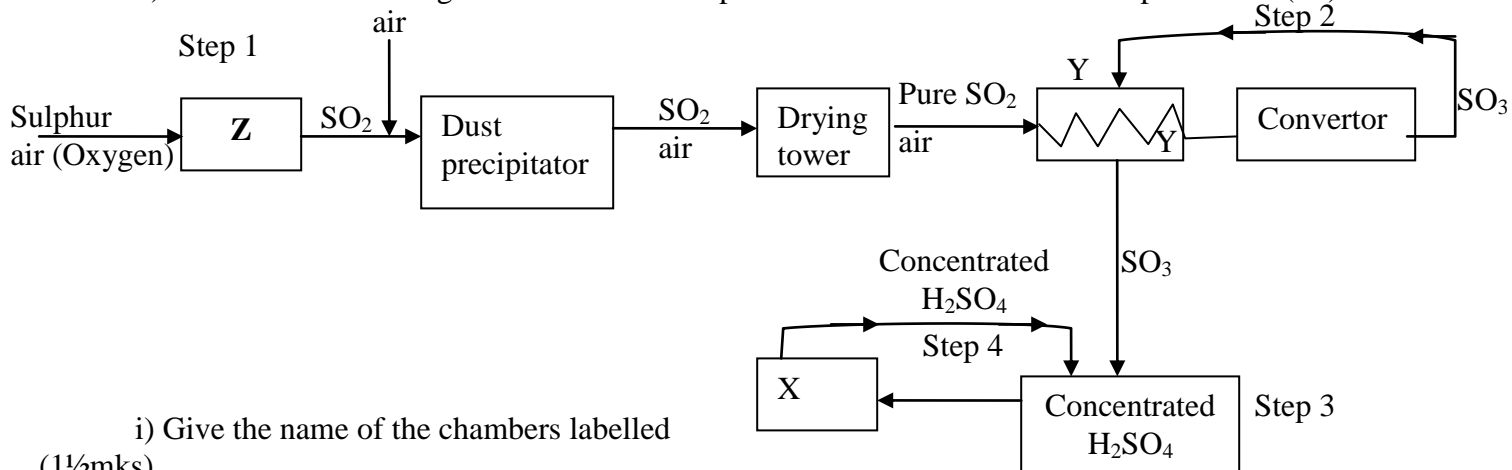 air
Step 1
Step 2
Sulphur
air (Oxygen)
Z
SO₂
Dust
precipitator
SO₂
air
Drying
tower
Pure SO₂
air
Y
Y
Convertor
SO₃
SO₃
Concentrated
H₂SO₄
Step 4
X
Concentrated
H₂SO₄
Step 3
i) Give the name of the chambers labelled
(1½mks)